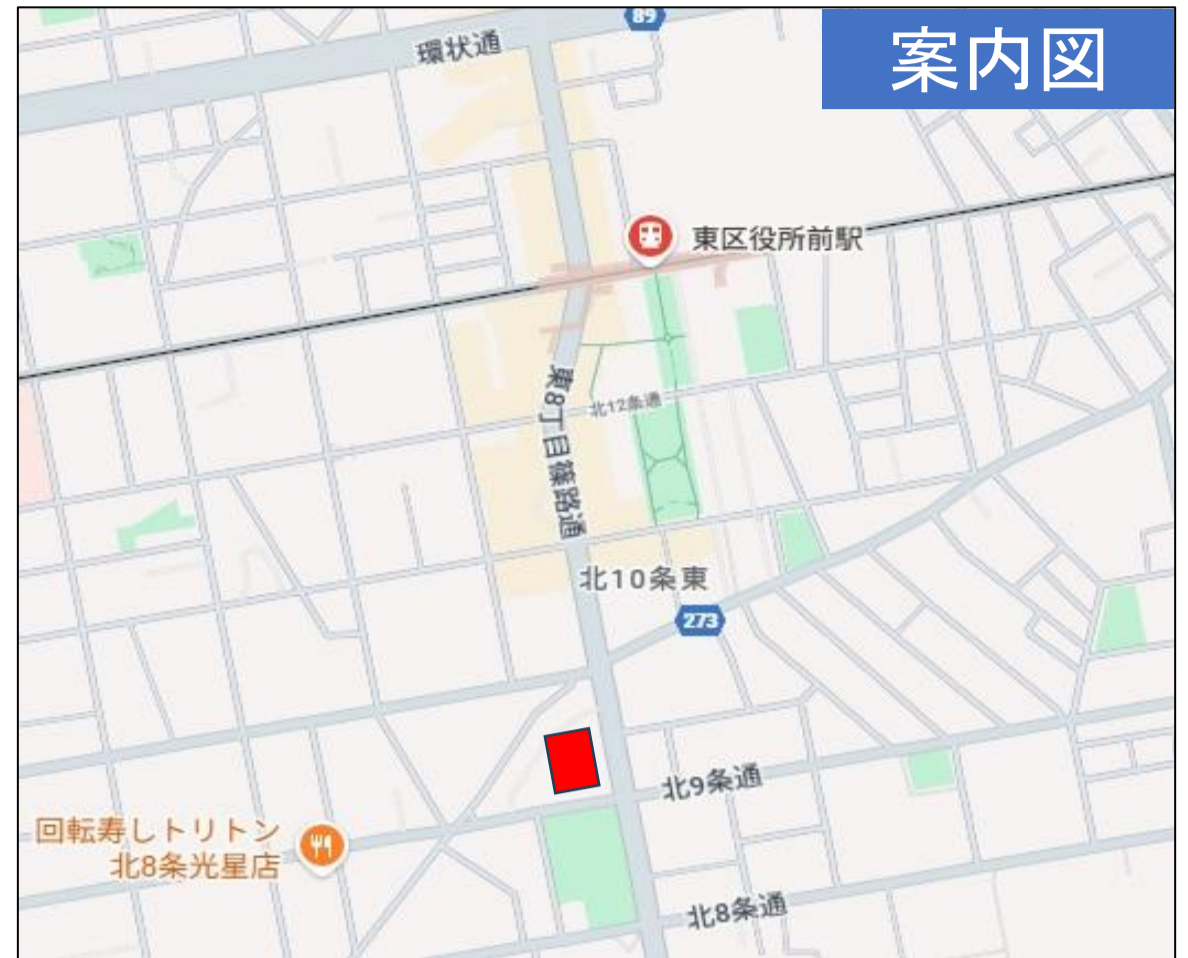 89
環状通
案内図
東区役所前駅
東8丁目篠路通
北12条通
北10条東
273
北9条通
回転寿しトリトン
北8条光星店
北8条通